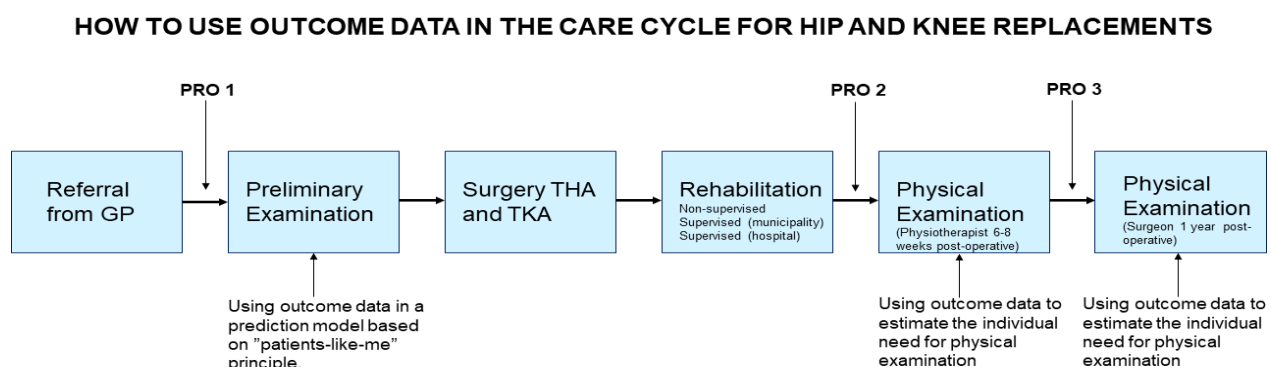 HOW TO USE OUTCOME DATA IN THE CARE CYCLE FOR HIP AND KNEE REPLACEMENTS
PRO 1
PRO 2
PRO 3
Referral
from GP
Preliminary
Examination
Surgery THA
and TKA
Rehabilitation
Non-supervised
Supervised (municipality)
Supervised (hospital)
Physical
Examination
(Physiotherapist 6-8
weeks post-operative)
Physical
Examination
(Surgeon 1 year post-
operative)
Using outcome data in a
prediction model based
on ”patients-like-me”
principle.
Using outcome data to
estimate the individual
need for physical
examination
Using outcome data to
estimate the individual
need for physical
examination